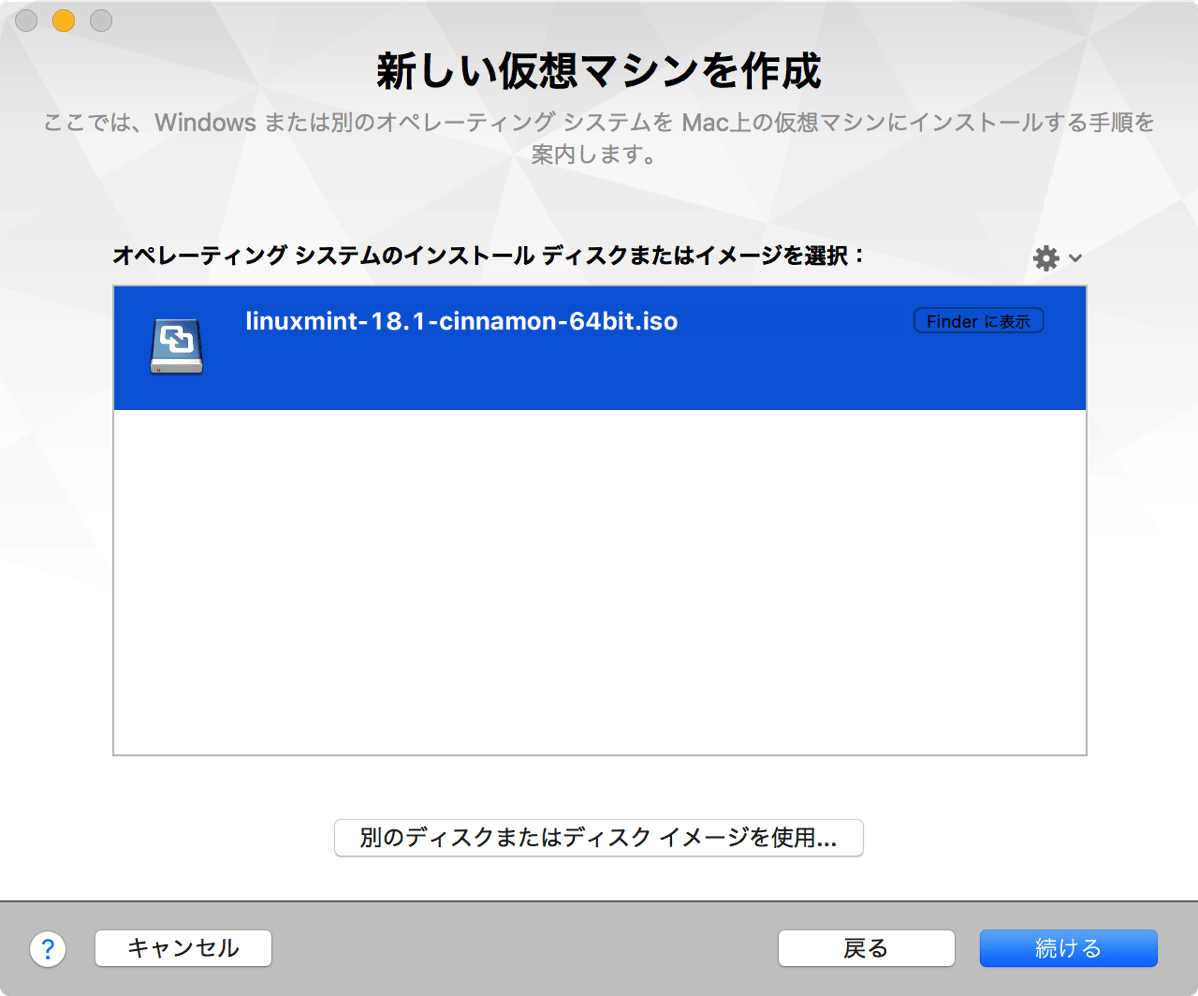 新しい仮想マシンを作成
ここでは、Windows または別のオペレーティング システムを Mac上の仮想マシンにインストールする手順を
案内します。
オペレーティング システムのインストール ディスクまたはイメージを選択：
linuxmint-18.1-cinnamon-64bit.iso
Finder に表示
別のディスクまたはディスク イメージを使用...
?
キャンセル
戻る
続ける